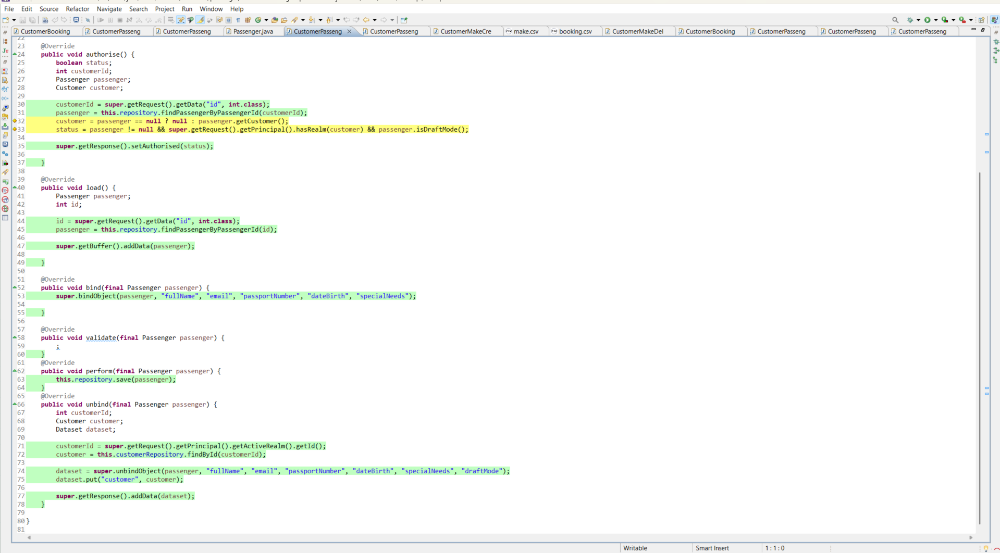 File Edit Source Refactor Navigate Search Project Run Window Help
CustomerBooking CustomerPasseng CustomerPasseng Passenger.java CustomerPasseng CustomerPasseng CustomerMakeCre make.csv booking.csv CustomerMakeDel CustomerBooking CustomerPasseng CustomerPasseng CustomerPasseng
22
23 @Override
24 public void authorise() {
25 boolean status;
26 int customerId;
27 Passenger passenger;
28 Customer customer;
29
30 customerId = super.getRequest().getData("id", int.class);
31 passenger = this.repository.findPassengerByPassengerId(customerId);
32 customer = passenger == null ? null : passenger.getCustomer();
33 status = passenger != null && super.getRequest().getPrincipal().hasRealm(customer) && passenger.isDraftMode();
34
35 super.getResponse().setAuthorised(status);
36
37 }
38
39 @Override
40 public void load() {
41 Passenger passenger;
42 int id;
43
44 id = super.getRequest().getData("id", int.class);
45 passenger = this.repository.findPassengerByPassengerId(id);
46
47 super.getBuffer().addData(passenger);
48
49 }
50
51 @Override
52 public void bind(final Passenger passenger) {
53 super.bindObject(passenger, "fullName", "email", "passportNumber", "dateBirth", "specialNeeds");
54
55 }
56
57 @Override
58 public void validate(final Passenger passenger) {
59 ;
60 }
61 @Override
62 public void perform(final Passenger passenger) {
63 this.repository.save(passenger);
64 }
65 @Override
66 public void unbind(final Passenger passenger) {
67 int customerId;
68 Customer customer;
69 Dataset dataset;
70
71 customerId = super.getRequest().getPrincipal().getActiveRealm().getId();
72 customer = this.customerRepository.findById(customerId);
73
74 dataset = super.unbindObject(passenger, "fullName", "email", "passportNumber", "dateBirth", "specialNeeds", "draftMode");
75 dataset.put("customer", customer);
76
77 super.getResponse().addData(dataset);
78 }
79
80 }
81
Writable Smart Insert 1 : 1 : 0